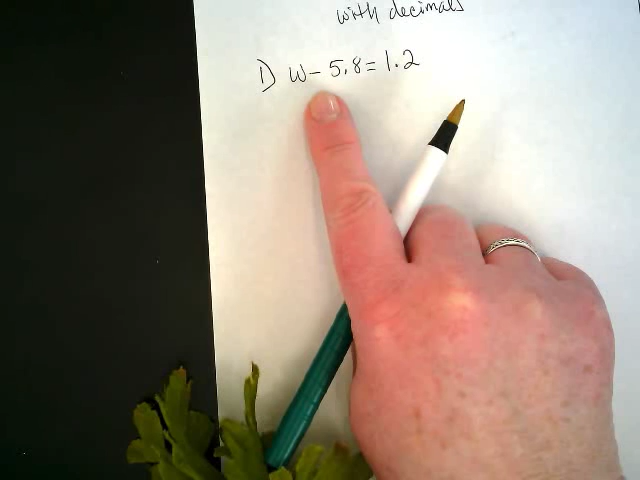 with decimals
1) W - 5.8 = 1.2